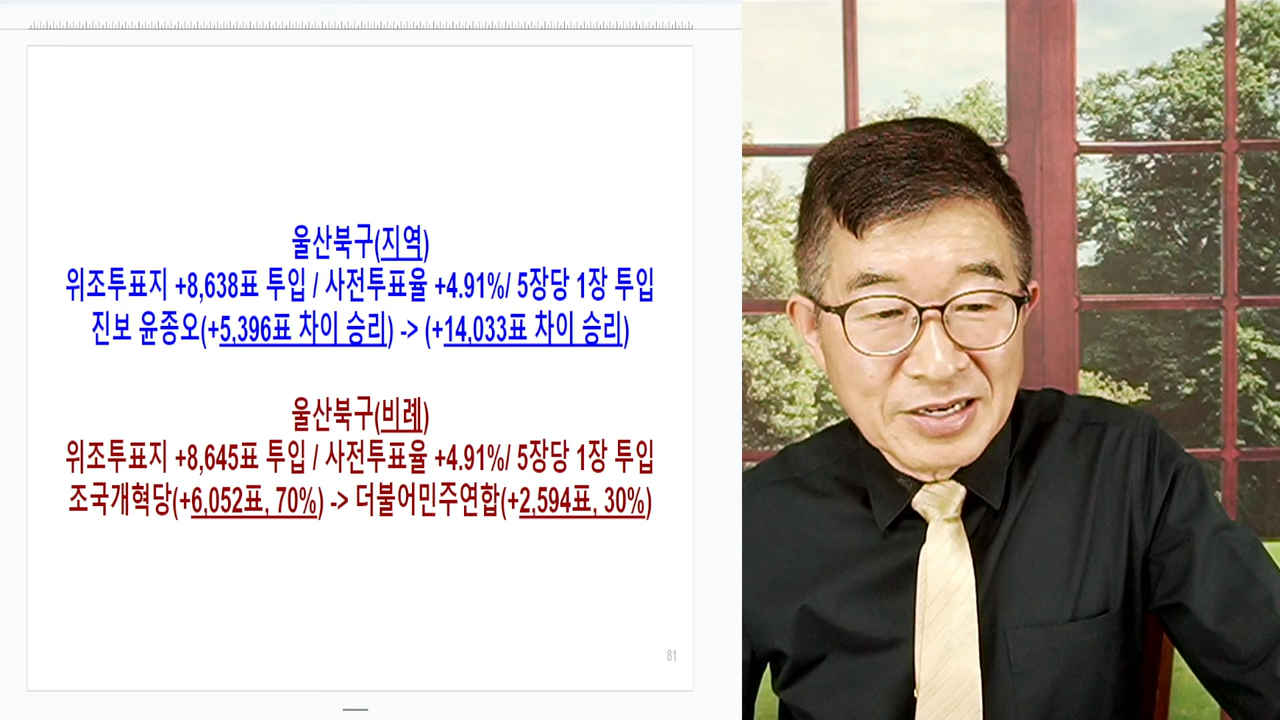 울산북구(지역)
위조투표지 +8,638표 투입 / 사전투표율 +4.91%/ 5장당 1장 투입
진보 윤종오(+5,396표 차이 승리) -> (+14,033표 차이 승리)
울산북구(비례)
위조투표지 +8,645표 투입 / 사전투표율 +4.91%/ 5장당 1장 투입
조국개혁당(+6,052표, 70%) -> 더불어민주연합(+2,594표, 30%)
81